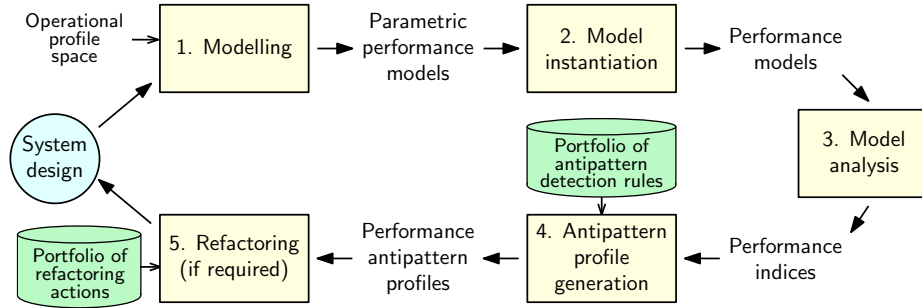 Operational
profile
space
1. Modelling
Parametric
performance
models
2. Model
instantiation
Performance
models
3. Model
analysis
System
design
Portfolio of
antipattern
detection rules
4. Antipattern
profile
generation
Performance
indices
Performance
antipattern
profiles
5. Refactoring
(if required)
Portfolio of
refactoring
actions